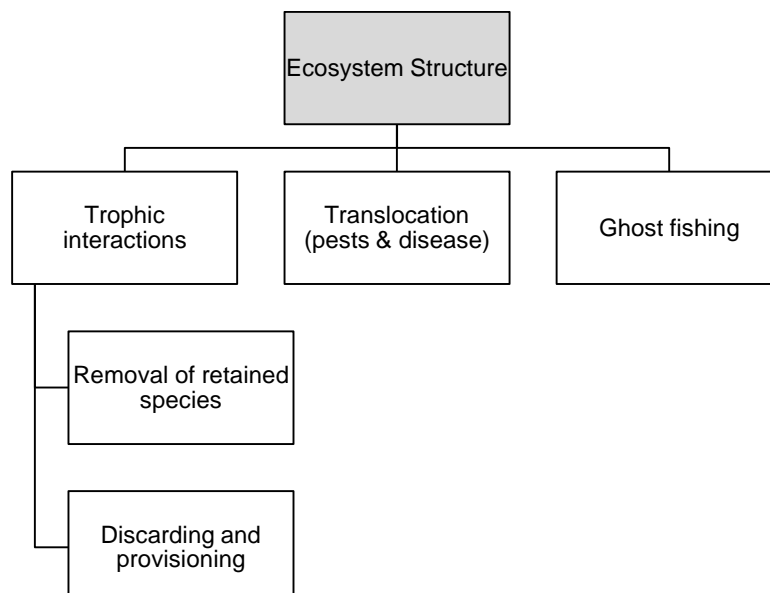 Ecosystem Structure
Trophic
interactions
Translocation
(pests & disease)
Ghost fishing
Removal of retained
species
Discarding and
provisioning